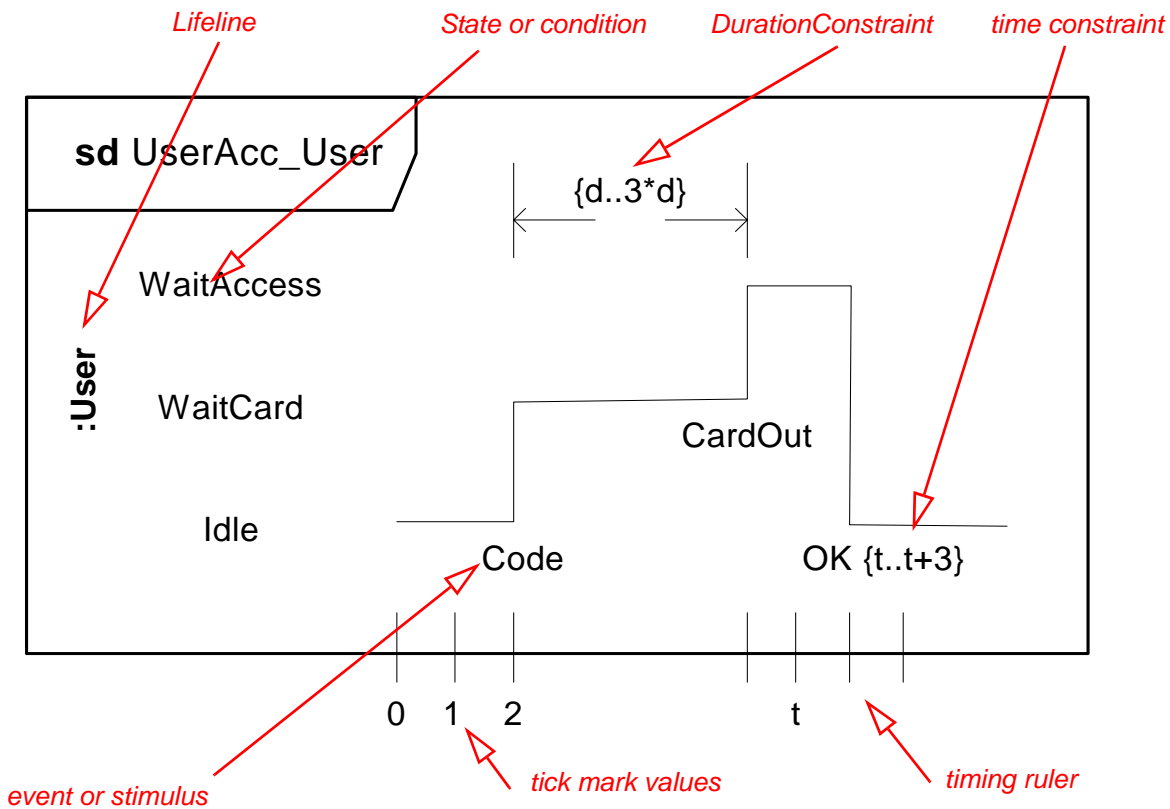 Lifeline
State or condition
DurationConstraint
time constraint
sd UserAcc_User
{d..3*d}
WaitAccess
:User
WaitCard
CardOut
Idle
Code
OK {t..t+3}
0
1
2
t
event or stimulus
tick mark values
timing ruler